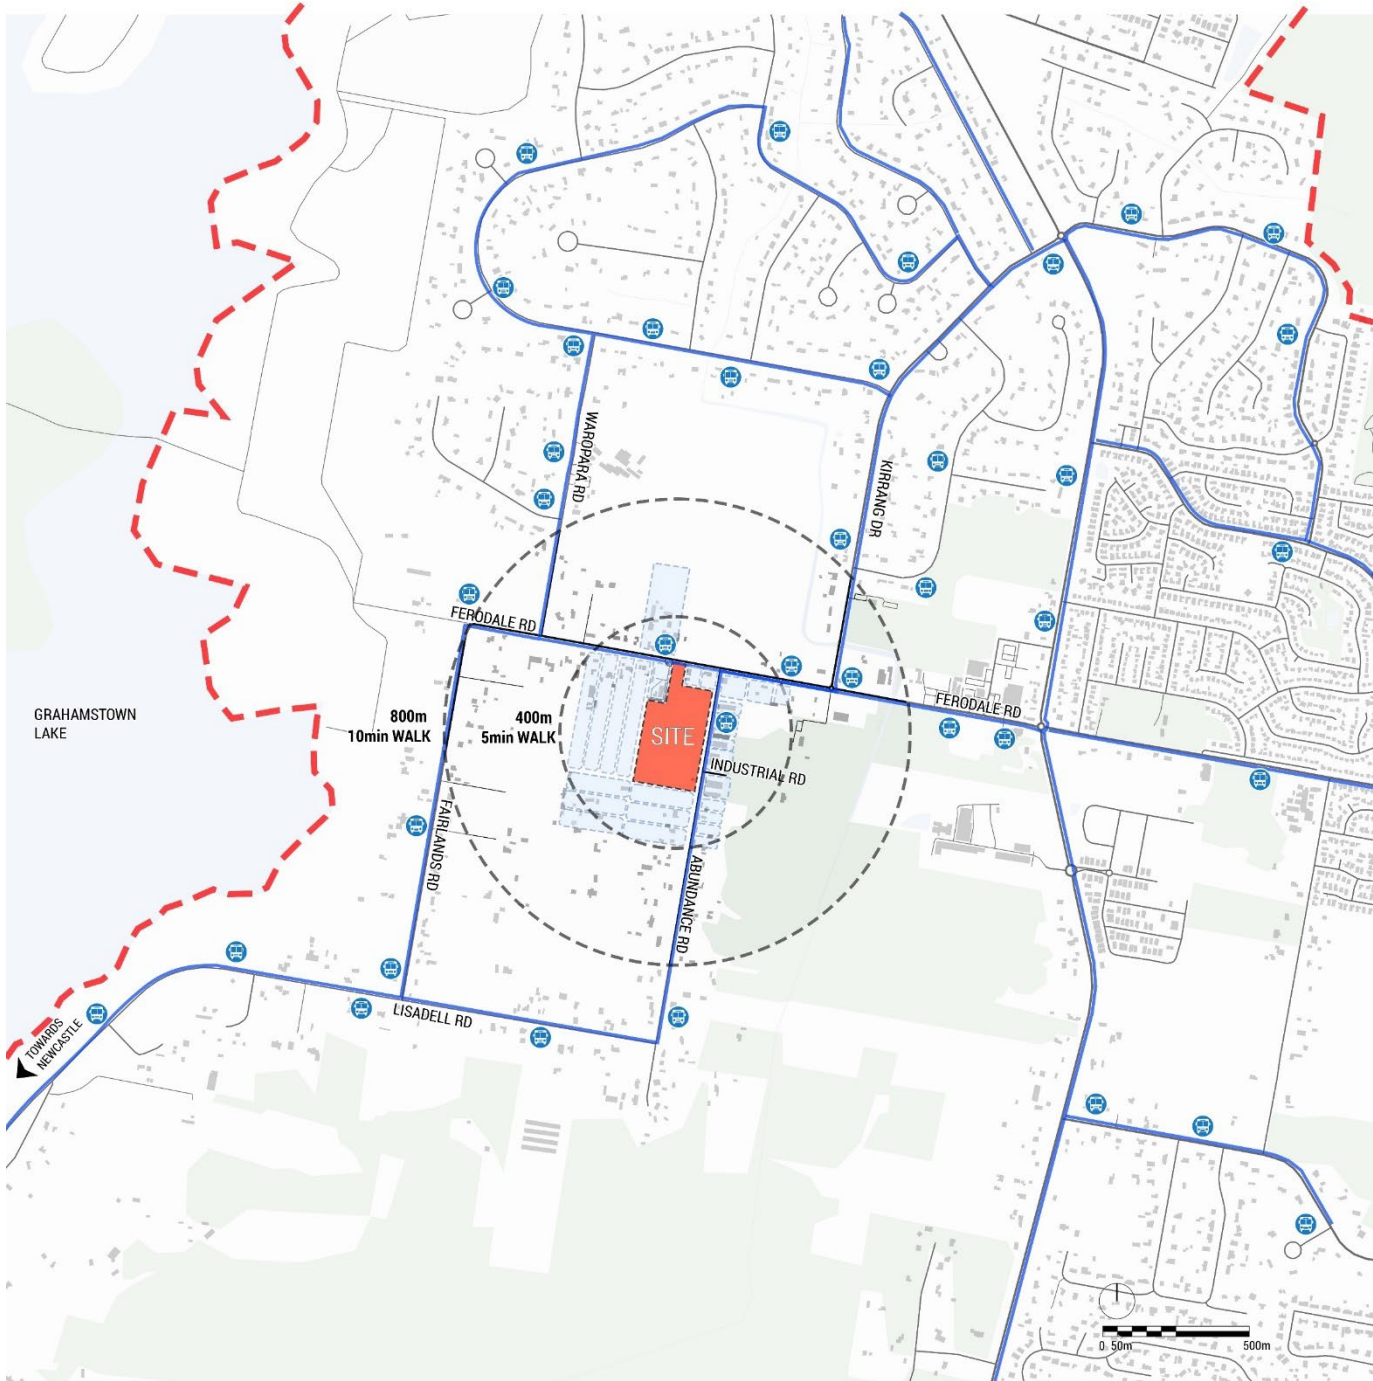 WAROPARA RD
KIRRANG DR
FERODALE RD
FERODALE RD
GRAHAMSTOWN
LAKE
800m
10min WALK
400m
5min WALK
SITE
INDUSTRIAL RD
FAIRLANDS RD
ABUNDANCE RD
LISADELL RD
TOWARDS
NEWCASTLE
0 50m 500m